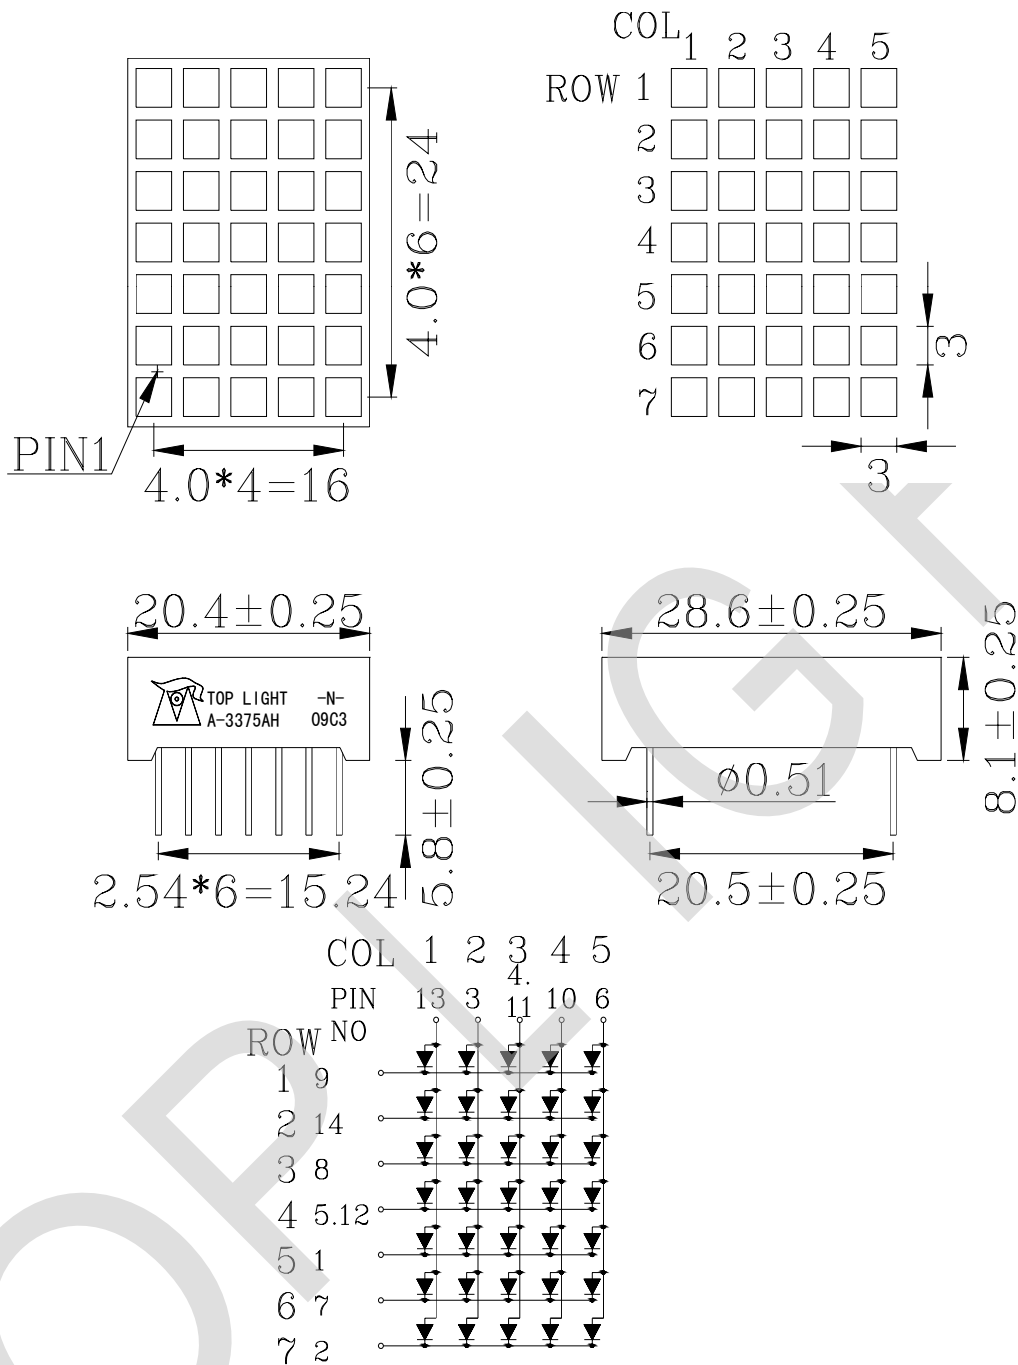 COL 1 2 3 4 5
ROW 1
2
3
4
5
6
7
4.0*6=24
3
3
PIN1
4.0*4=16
20.4±0.25
28.6±0.25
TOP LIGHT -N-
A-3375AH 09C3
5.8±0.25
8.1±0.25
ø0.51
2.54*6=15.24
20.5±0.25
COL 1 2 3 4 5
PIN NO 13 3 4.11 10 6
ROW
1 9
2 14
3 8
4 5.12
5 1
6 7
7 2
TOP LIGHT